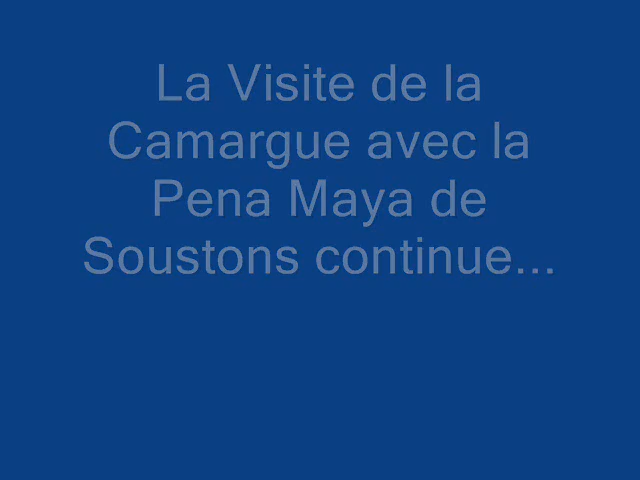 La Visite de la
Camargue avec la
Pena Maya de
Soustons continue...